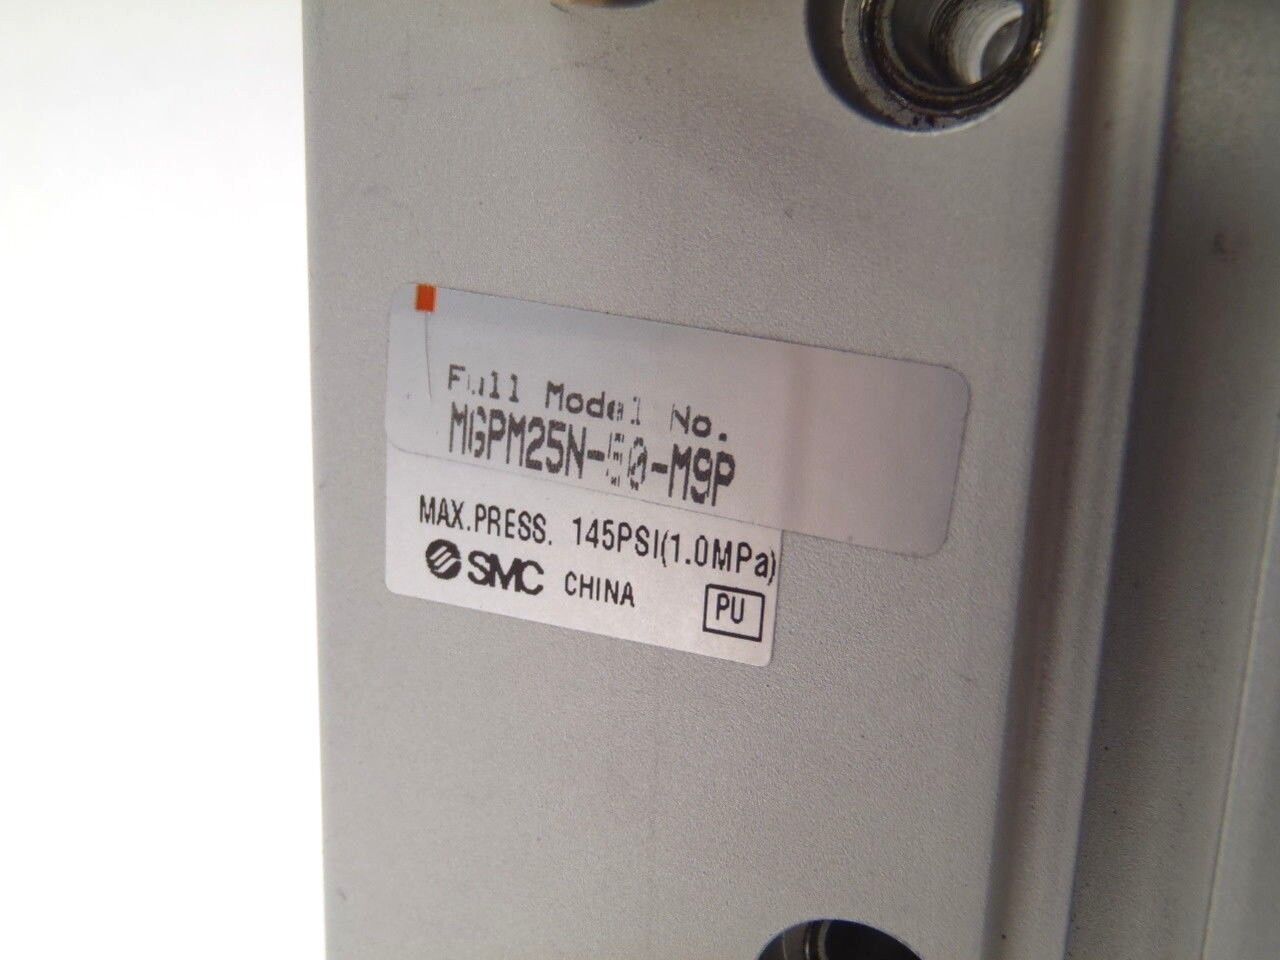 Full Model No.
MGPM25N-50-M9P
MAX.PRESS. 145PSI(1.0MPa)
SMC CHINA
PU